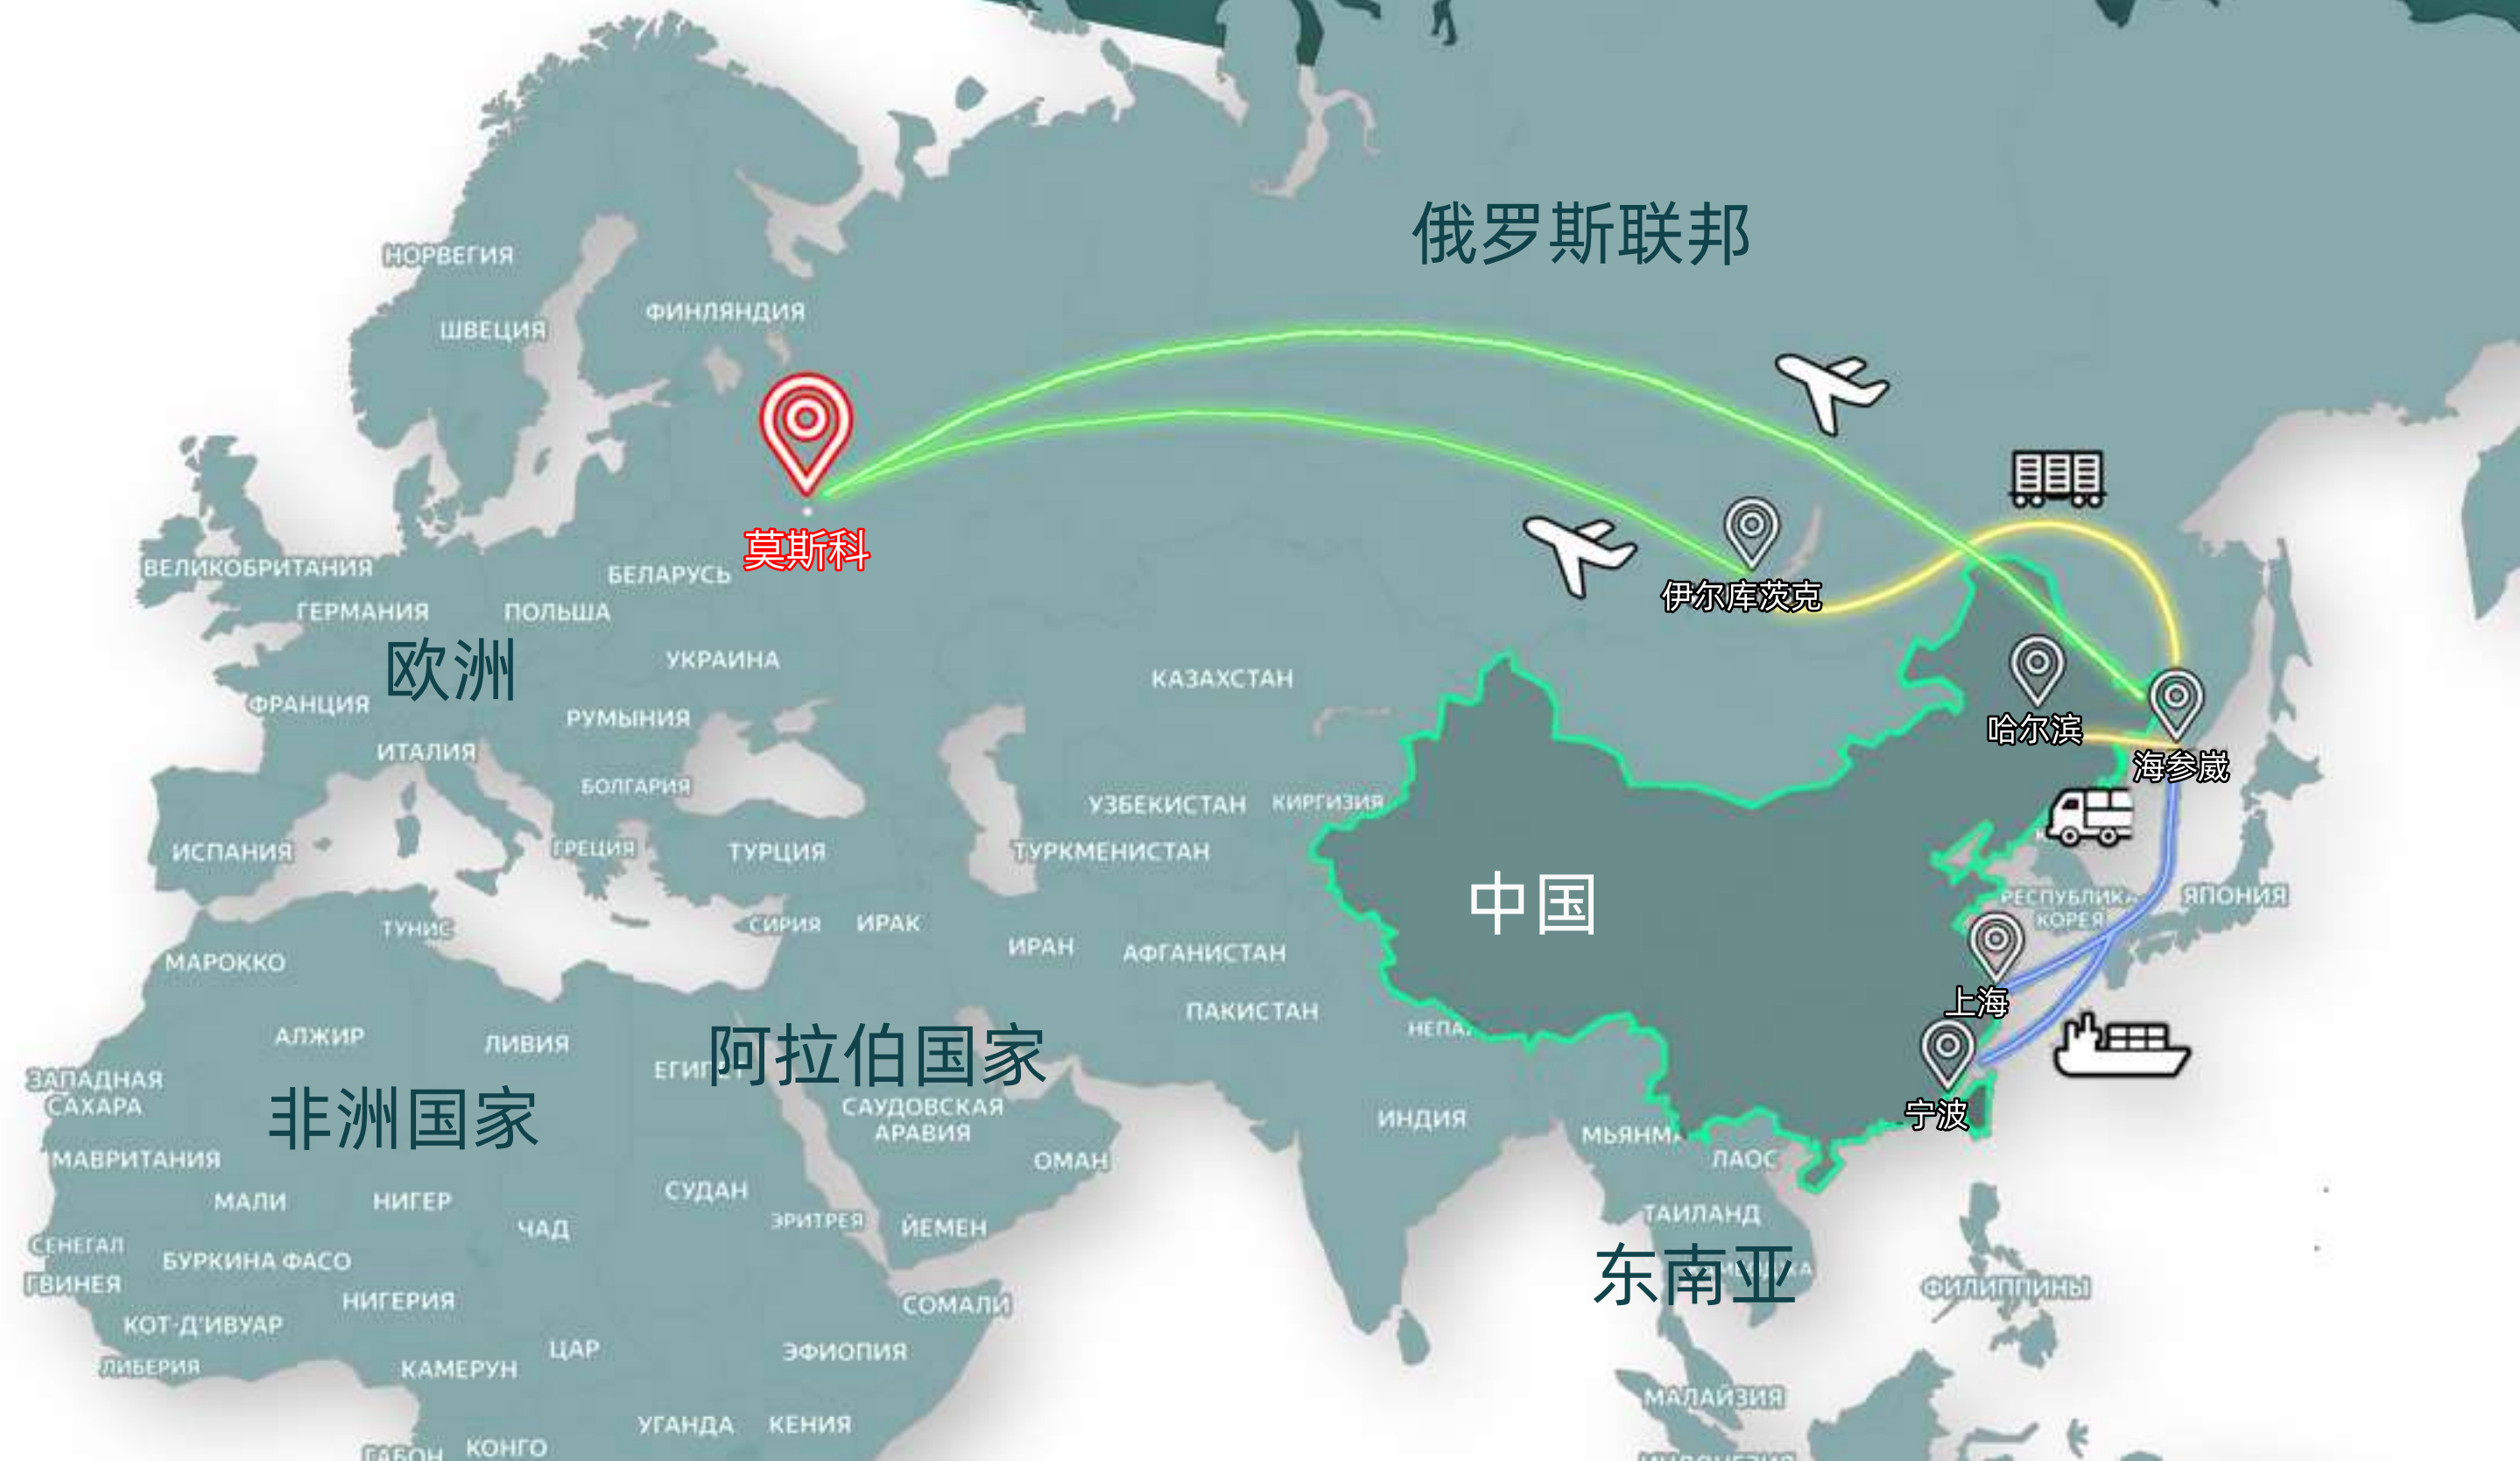 俄罗斯联邦
НОРВЕГИЯ
ФИНЛЯНДИЯ
ШВЕЦИЯ
莫斯科
ВЕЛИКОБРИТАНИЯ
БЕЛАРУСЬ
伊尔库茨克
ГЕРМАНИЯ
ПОЛЬША
欧洲
УКРАИНА
КАЗАХСТАН
ФРАНЦИЯ
РУМЫНИЯ
哈尔滨
ИТАЛИЯ
海参崴
БОЛГАРИЯ
УЗБЕКИСТАН
КИРГИЗИЯ
ИСПАНИЯ
ГРЕЦИЯ
ТУРЦИЯ
ТУРКМЕНИСТАН
中国
РЕСПУБЛИКА
КОРЕЯ
ЯПОНИЯ
ТУНИС
СИРИЯ
ИРАК
ИРАН
АФГАНИСТАН
МАРОККО
上海
ПАКИСТАН
НЕПАЛ
АЛЖИР
ЛИВИЯ
阿拉伯国家
ЕГИПЕТ
ЗАПАДНАЯ
САХАРА
非洲国家
САУДОВСКАЯ
АРАВИЯ
ИНДИЯ
宁波
МЬЯНМА
МАВРИТАНИЯ
ОМАН
ЛАОС
МАЛИ
НИГЕР
СУДАН
ЧАД
ЭРИТРЕЯ
ЙЕМЕН
ТАИЛАНД
СЕНЕГАЛ
БУРКИНА ФАСО
东南亚
ГВИНЕЯ
ФИЛИППИНЫ
НИГЕРИЯ
СОМАЛИ
КОТ-Д'ИВУАР
ЦАР
ЭФИОПИЯ
ЛИБЕРИЯ
КАМЕРУН
МАЛАЙЗИЯ
УГАНДА
КЕНИЯ
ГАБОН
КОНГО
ИНДОНЕЗИЯ